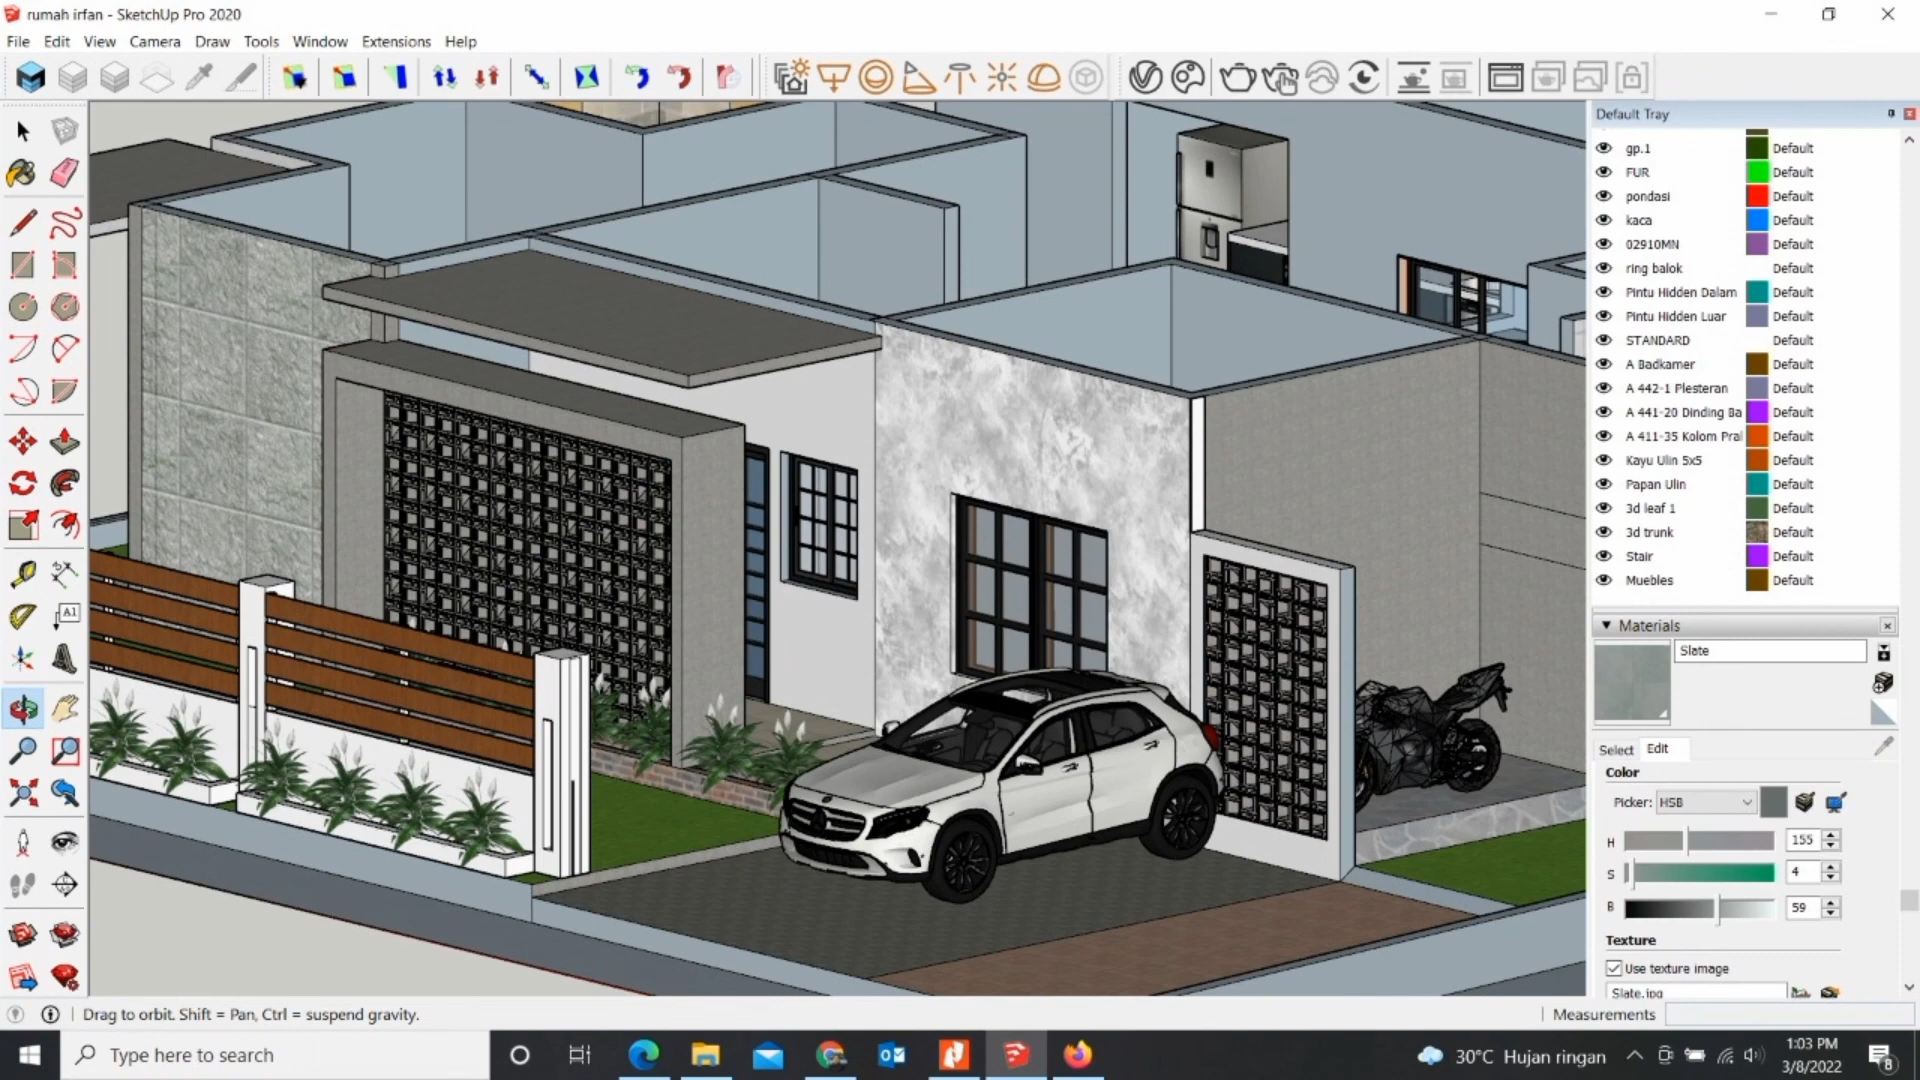 rumah irfan - SketchUp Pro 2020
File Edit View Camera Draw Tools Window Extensions Help
Default Tray
gp.1 Default
FUR Default
pondasi Default
kaca Default
02910MN Default
ring balok Default
Pintu Hidden Dalam Default
Pintu Hidden Luar Default
STANDARD Default
A Badkamer Default
A 442-1 Plesteran Default
A 441-20 Dinding Ba Default
A 411-35 Kolom Pral Default
Kayu Ulin 5x5 Default
Papan Ulin Default
3d leaf 1 Default
3d trunk Default
Stair Default
Muebles Default
Materials
Slate
Select Edit
Color
Picker: HSB
H 155
S 4
B 59
Texture
Use texture image
Slate.jpg
A1
Drag to orbit. Shift = Pan, Ctrl = suspend gravity.
Measurements
Type here to search
30°C Hujan ringan
1:03 PM
3/8/2022
8